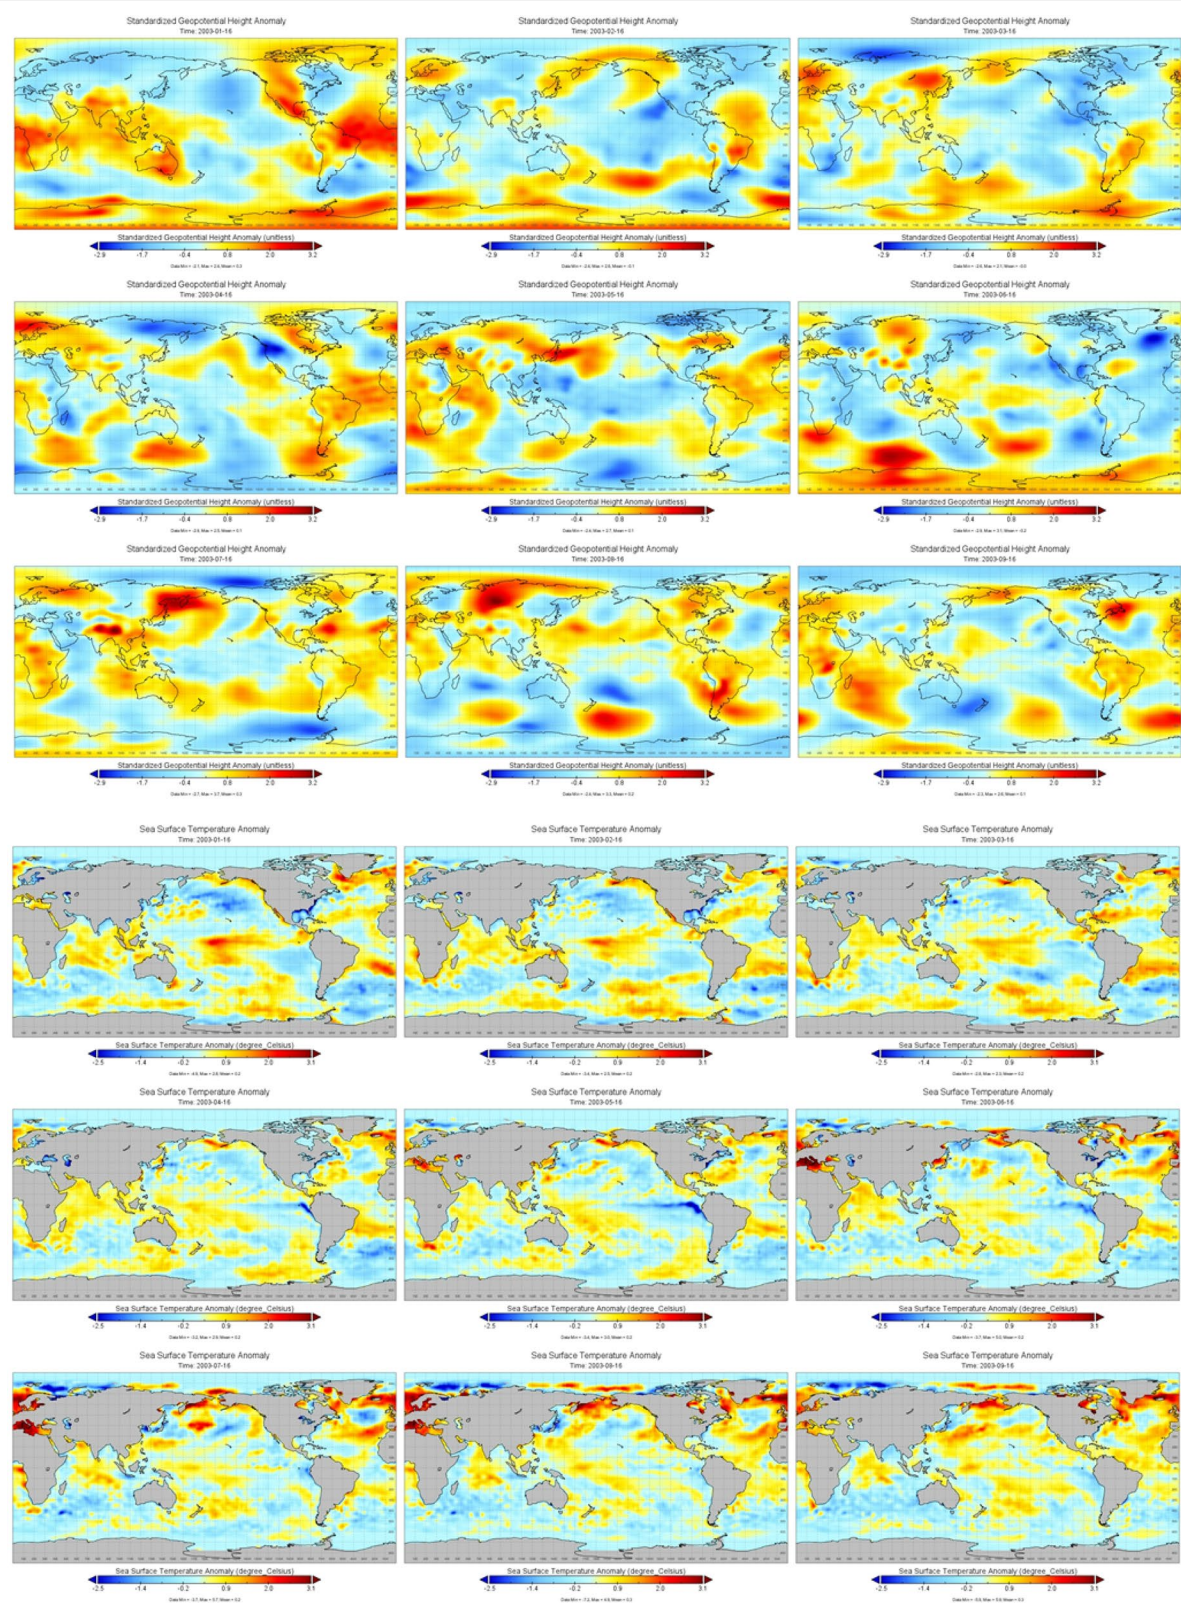 Standardized Geopotential Height Anomaly
Time: 2003-01-16
Standardized Geopotential Height Anomaly (unitless)
-2.9 -1.7 -0.4 0.8 2.0 3.2
Standardized Geopotential Height Anomaly
Time: 2003-02-16
Standardized Geopotential Height Anomaly (unitless)
-2.9 -1.7 -0.4 0.8 2.0 3.2
Standardized Geopotential Height Anomaly
Time: 2003-03-16
Standardized Geopotential Height Anomaly (unitless)
-2.9 -1.7 -0.4 0.8 2.0 3.2
Standardized Geopotential Height Anomaly
Time: 2003-04-16
Standardized Geopotential Height Anomaly (unitless)
-2.9 -1.7 -0.4 0.8 2.0 3.2
Standardized Geopotential Height Anomaly
Time: 2003-05-16
Standardized Geopotential Height Anomaly (unitless)
-2.9 -1.7 -0.4 0.8 2.0 3.2
Standardized Geopotential Height Anomaly
Time: 2003-06-16
Standardized Geopotential Height Anomaly (unitless)
-2.9 -1.7 -0.4 0.8 2.0 3.2
Standardized Geopotential Height Anomaly
Time: 2003-07-16
Standardized Geopotential Height Anomaly (unitless)
-2.9 -1.7 -0.4 0.8 2.0 3.2
Standardized Geopotential Height Anomaly
Time: 2003-08-16
Standardized Geopotential Height Anomaly (unitless)
-2.9 -1.7 -0.4 0.8 2.0 3.2
Standardized Geopotential Height Anomaly
Time: 2003-09-16
Standardized Geopotential Height Anomaly (unitless)
-2.9 -1.7 -0.4 0.8 2.0 3.2
Sea Surface Temperature Anomaly
Time: 2003-01-16
Sea Surface Temperature Anomaly (degree_Celsius)
-2.5 -1.4 -0.2 0.9 2.0 3.1
Sea Surface Temperature Anomaly
Time: 2003-02-16
Sea Surface Temperature Anomaly (degree_Celsius)
-2.5 -1.4 -0.2 0.9 2.0 3.1
Sea Surface Temperature Anomaly
Time: 2003-03-16
Sea Surface Temperature Anomaly (degree_Celsius)
-2.5 -1.4 -0.2 0.9 2.0 3.1
Sea Surface Temperature Anomaly
Time: 2003-04-16
Sea Surface Temperature Anomaly (degree_Celsius)
-2.5 -1.4 -0.2 0.9 2.0 3.1
Sea Surface Temperature Anomaly
Time: 2003-05-16
Sea Surface Temperature Anomaly (degree_Celsius)
-2.5 -1.4 -0.2 0.9 2.0 3.1
Sea Surface Temperature Anomaly
Time: 2003-06-16
Sea Surface Temperature Anomaly (degree_Celsius)
-2.5 -1.4 -0.2 0.9 2.0 3.1
Sea Surface Temperature Anomaly
Time: 2003-07-16
Sea Surface Temperature Anomaly (degree_Celsius)
-2.5 -1.4 -0.2 0.9 2.0 3.1
Sea Surface Temperature Anomaly
Time: 2003-08-16
Sea Surface Temperature Anomaly (degree_Celsius)
-2.5 -1.4 -0.2 0.9 2.0 3.1
Sea Surface Temperature Anomaly
Time: 2003-09-16
Sea Surface Temperature Anomaly (degree_Celsius)
-2.5 -1.4 -0.2 0.9 2.0 3.1